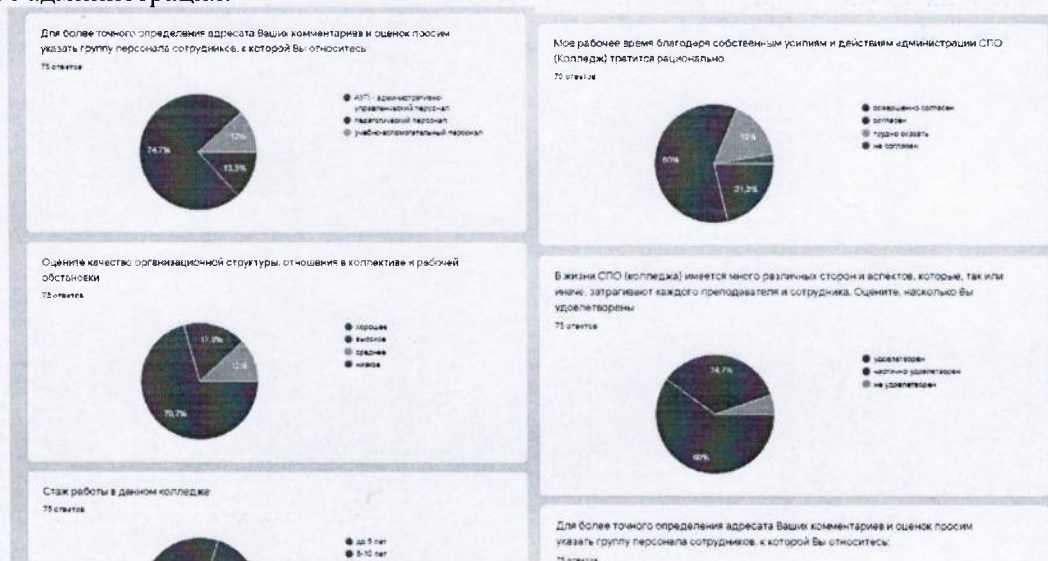 администрации.
Для более точного определения адресата Ваших комментариев и оценок просим
указать группу персонала сотрудников, к которой Вы относитесь:
75 ответов
АУП - административно-
управленческий персонал
педагогический персонал
учебно-вспомогательный персонал
74,7%
12%
13,3%
Оцените качество организационной структуры, отношения в коллективе и рабочей
обстановки
75 ответов
хорошее
высокое
среднее
низкое
17,3%
12%
70,7%
Стаж работы в данном колледже
75 ответов
до 5 лет
5-10 лет
Мое рабочее время благодаря собственным усилиям и действиям администрации СПО
(Колледж) тратится рационально
75 ответов
совершенно согласен
согласен
трудно сказать
не согласен
60%
21,3%
В жизни СПО (колледжа) имеется много различных сторон и аспектов, которые, так или
иначе, затрагивают каждого преподавателя и сотрудника. Оцените, насколько Вы
удовлетворены
75 ответов
удовлетворен
частично удовлетворен
не удовлетворен
34,7%
60%
Для более точного определения адресата Ваших комментариев и оценок просим
указать группу персонала сотрудников, к которой Вы относитесь:
75 ответов